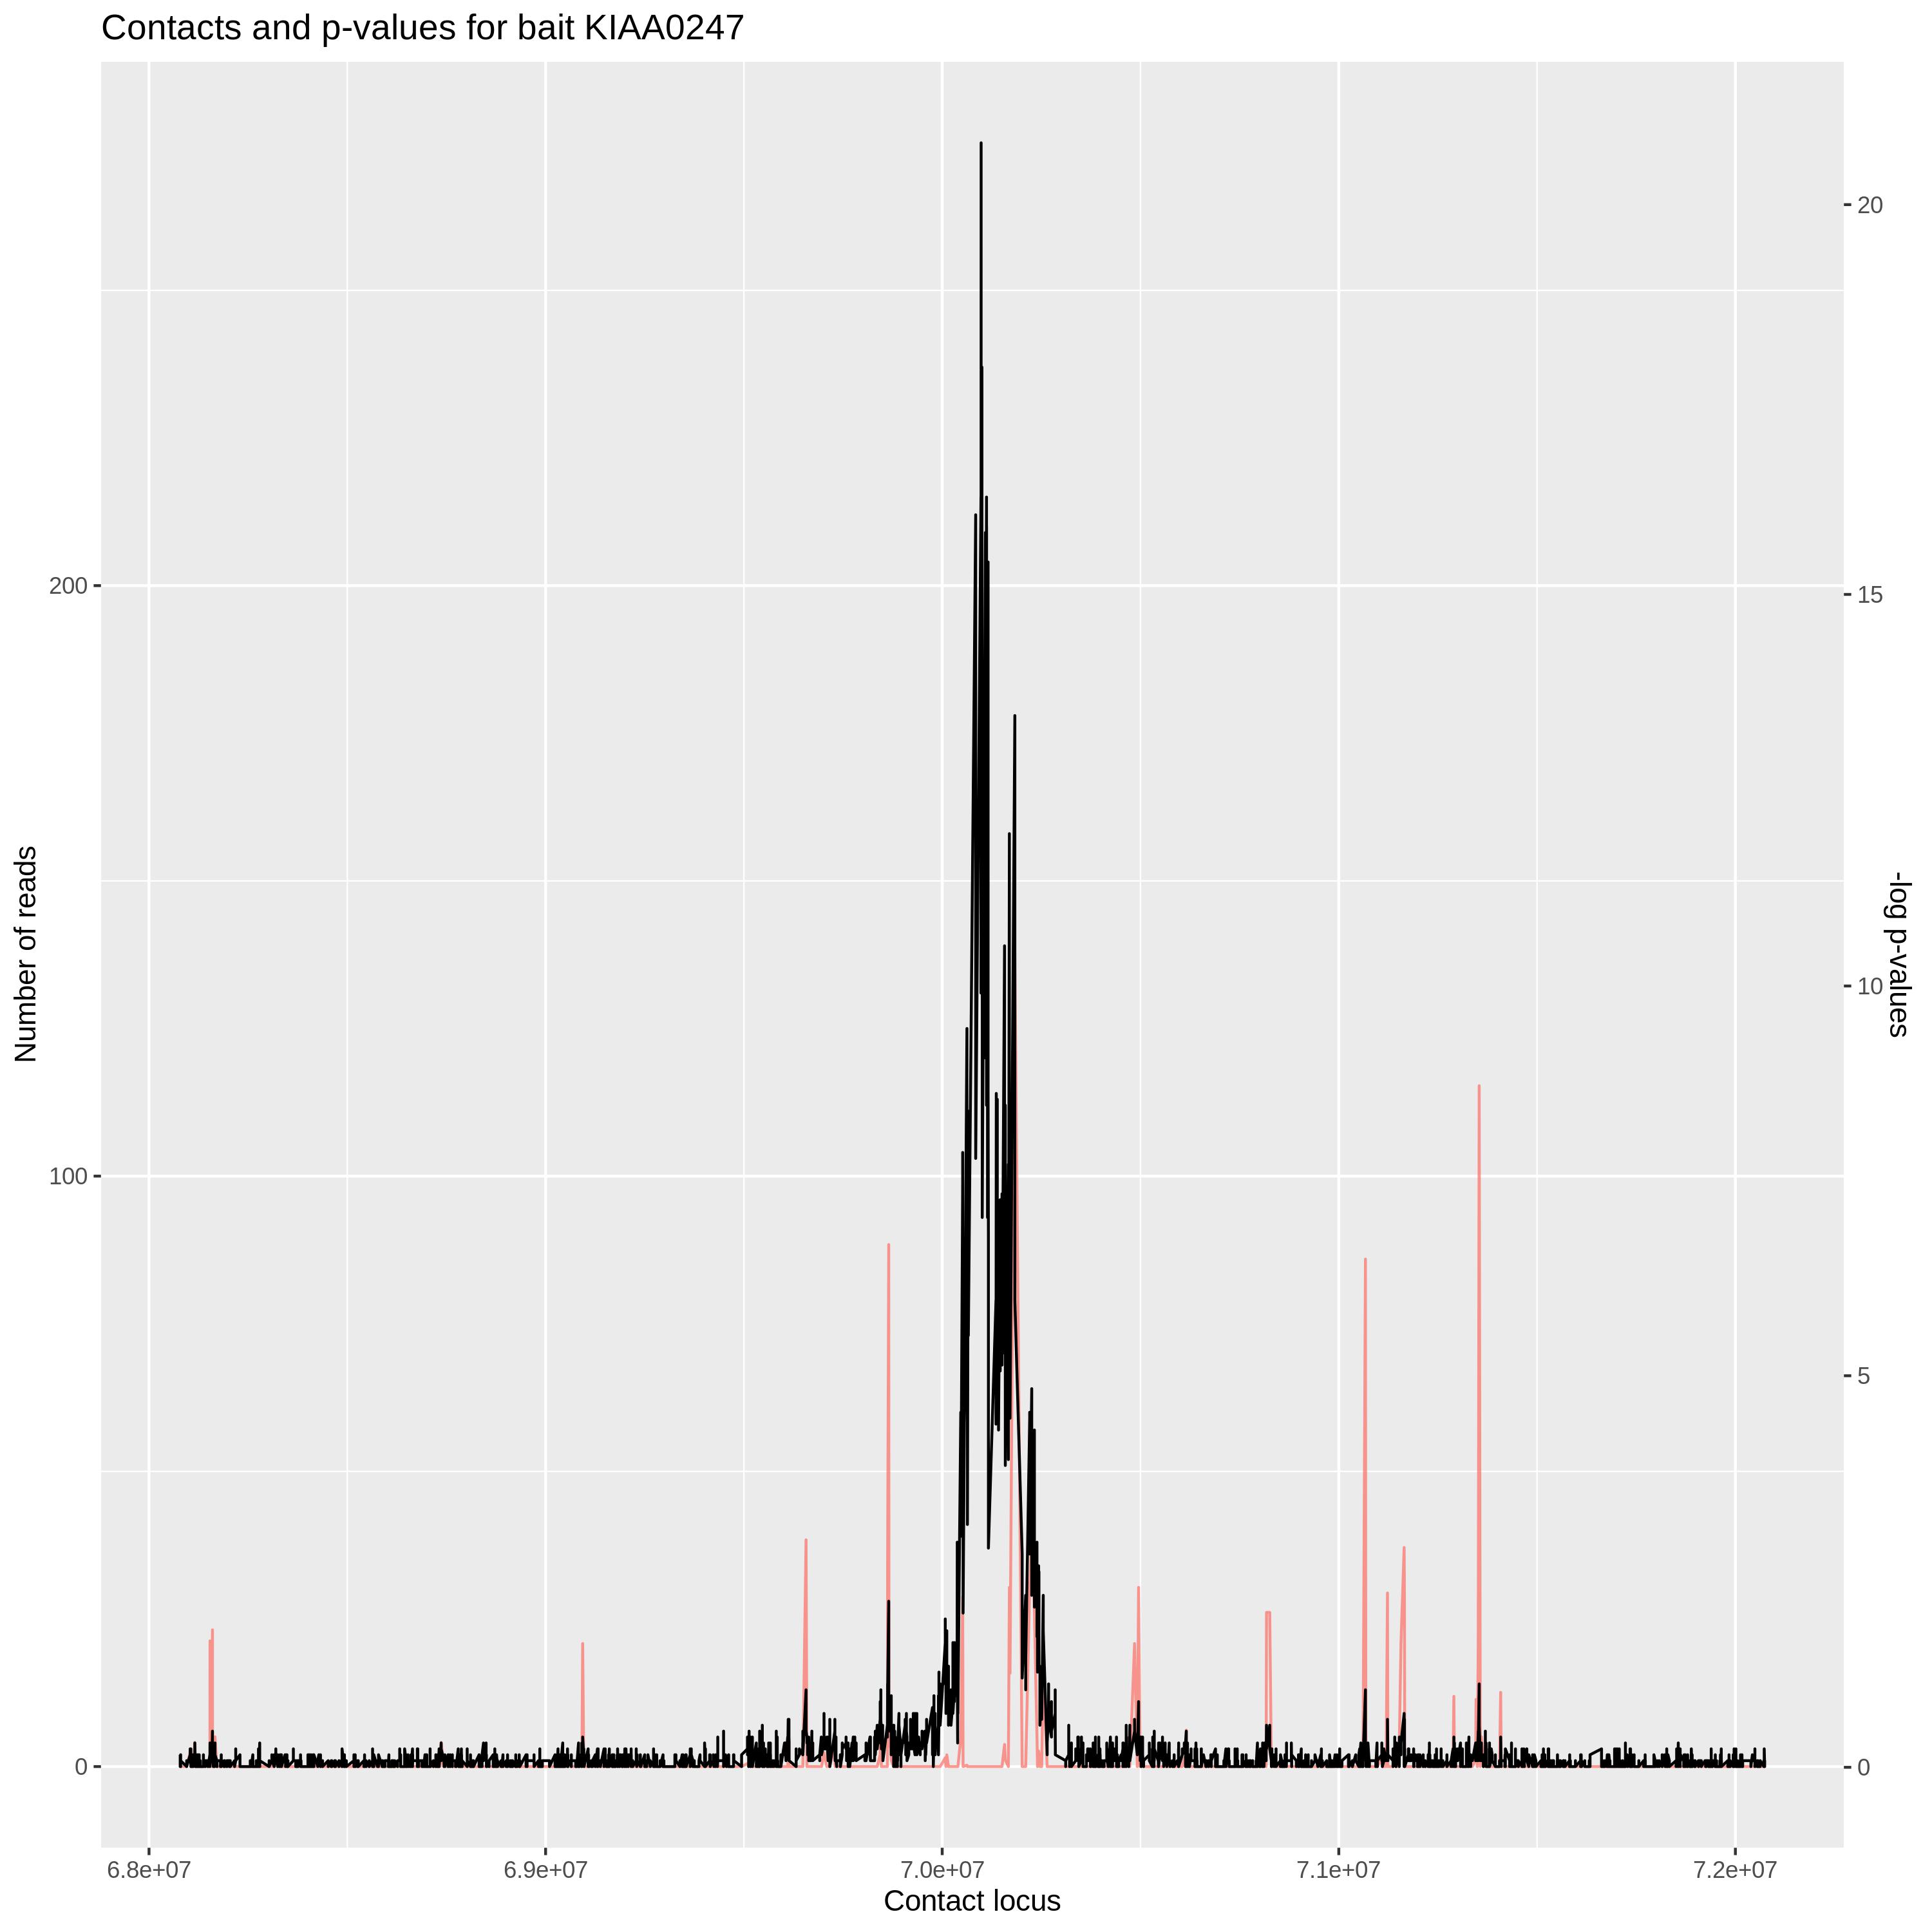 Contacts and p-values for bait KIAA0247
Number of reads
200
100
0
20
15
10
5
0
-log p-values
6.8e+07 6.9e+07 7.0e+07 7.1e+07 7.2e+07
Contact locus